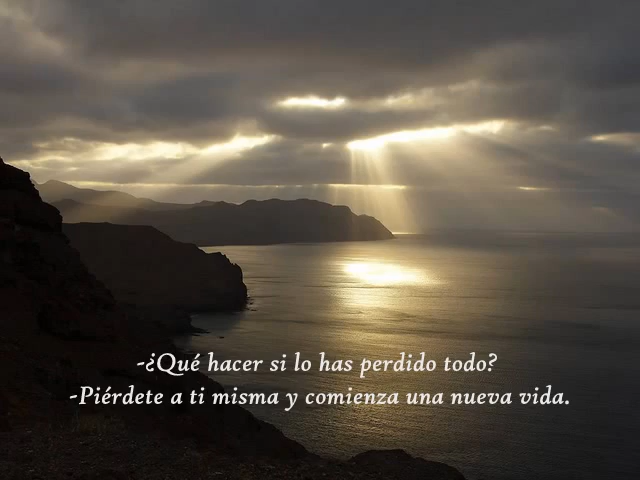 -¿Qué hacer si lo has perdido todo?
-Piérdete a ti misma y comienza una nueva vida.